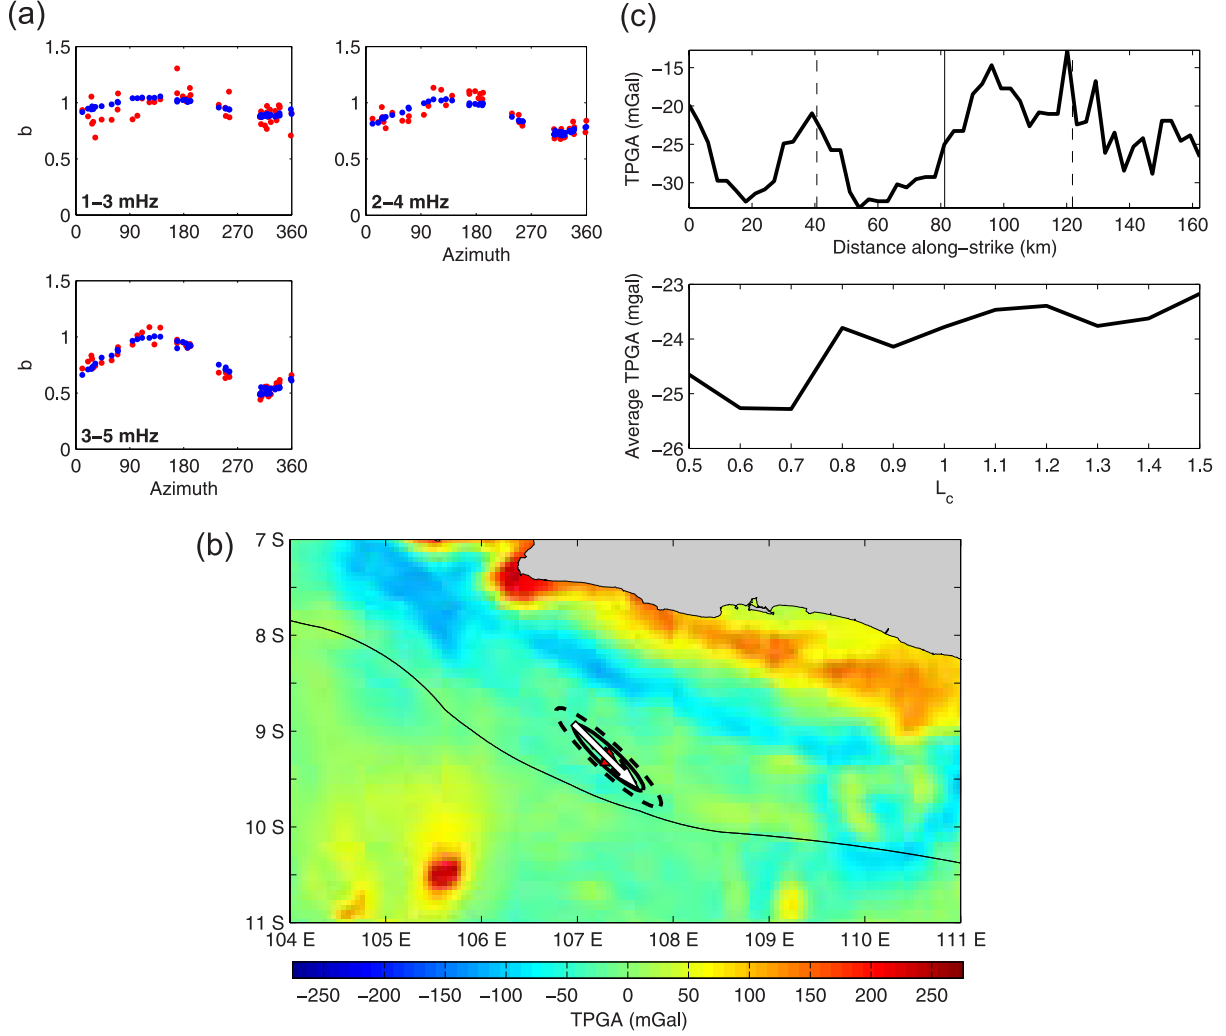 (a)
1.5
1
0.5
0
b
1−3 mHz
0 90 180 270 360
1.5
1
0.5
0
2−4 mHz
0 90 180 270 360
Azimuth
1.5
1
0.5
0
b
3−5 mHz
0 90 180 270 360
Azimuth
(c)
−15
−20
−25
−30
TPGA (mGal)
0 20 40 60 80 100 120 140 160
Distance along−strike (km)
−23
−24
−25
−26
Average TPGA (mgal)
0.5 0.6 0.7 0.8 0.9 1 1.1 1.2 1.3 1.4 1.5
L_c
(b)
7 S
8 S
9 S
10 S
11 S
104 E 105 E 106 E 107 E 108 E 109 E 110 E 111 E
−250 −200 −150 −100 −50 0 50 100 150 200 250
TPGA (mGal)